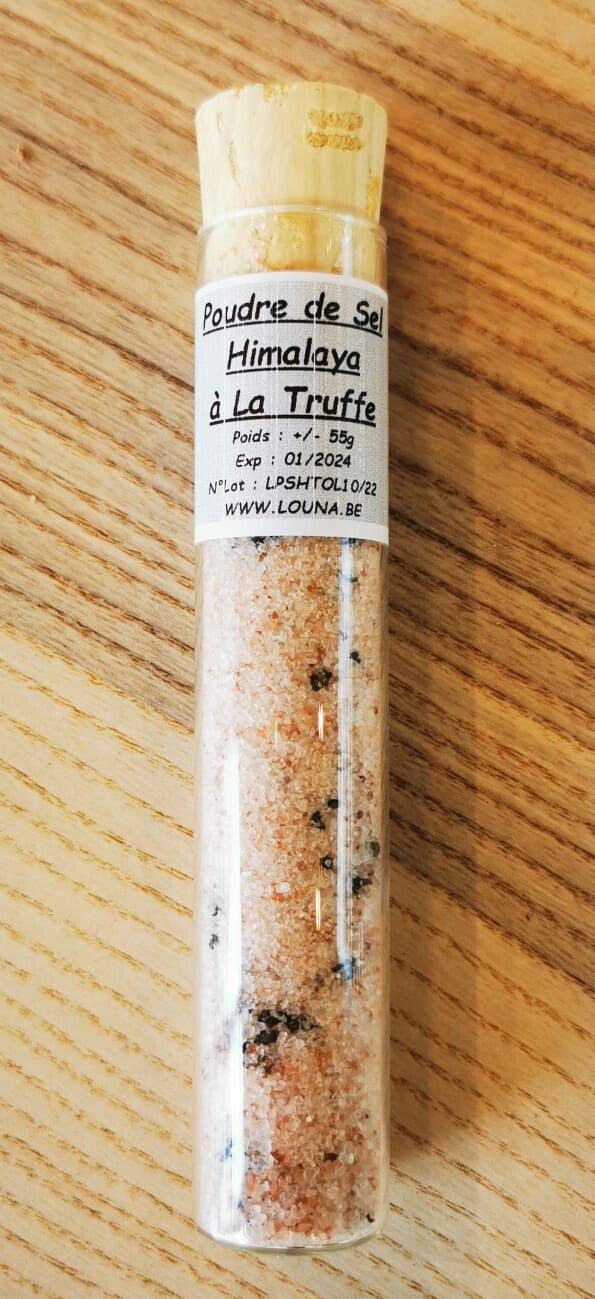 Poudre de Sel
Himalaya
à La Truffe
Poids : +/- 55g
Exp : 01/2024
N°Lot : LPSHTOL10/22
WWW.LOUNA.BE